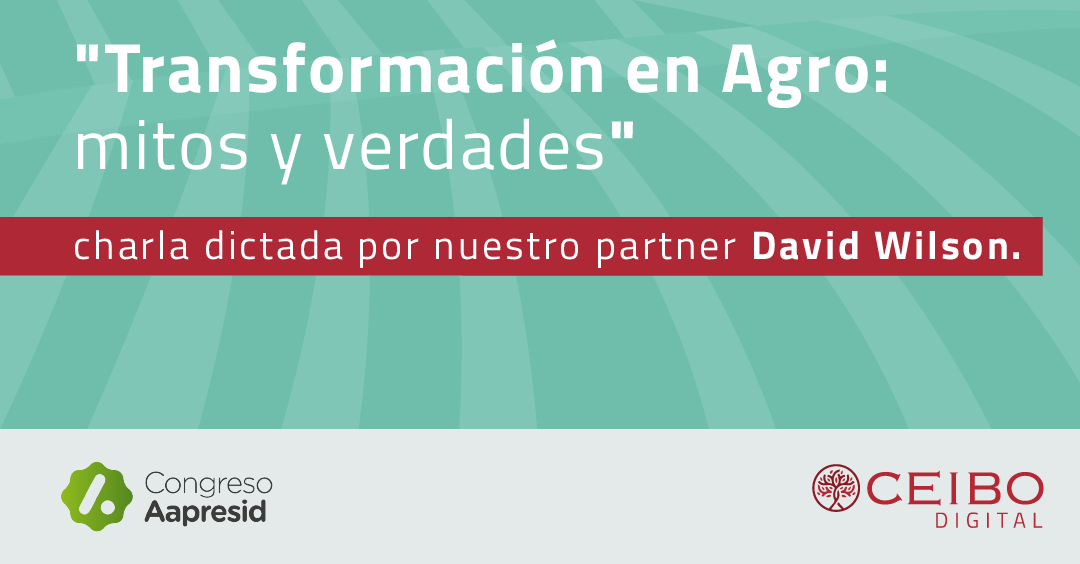 "Transformación en Agro:
mitos y verdades"
charla dictada por nuestro partner David Wilson.
Congreso
Aapresid
CEIBO
DIGITAL